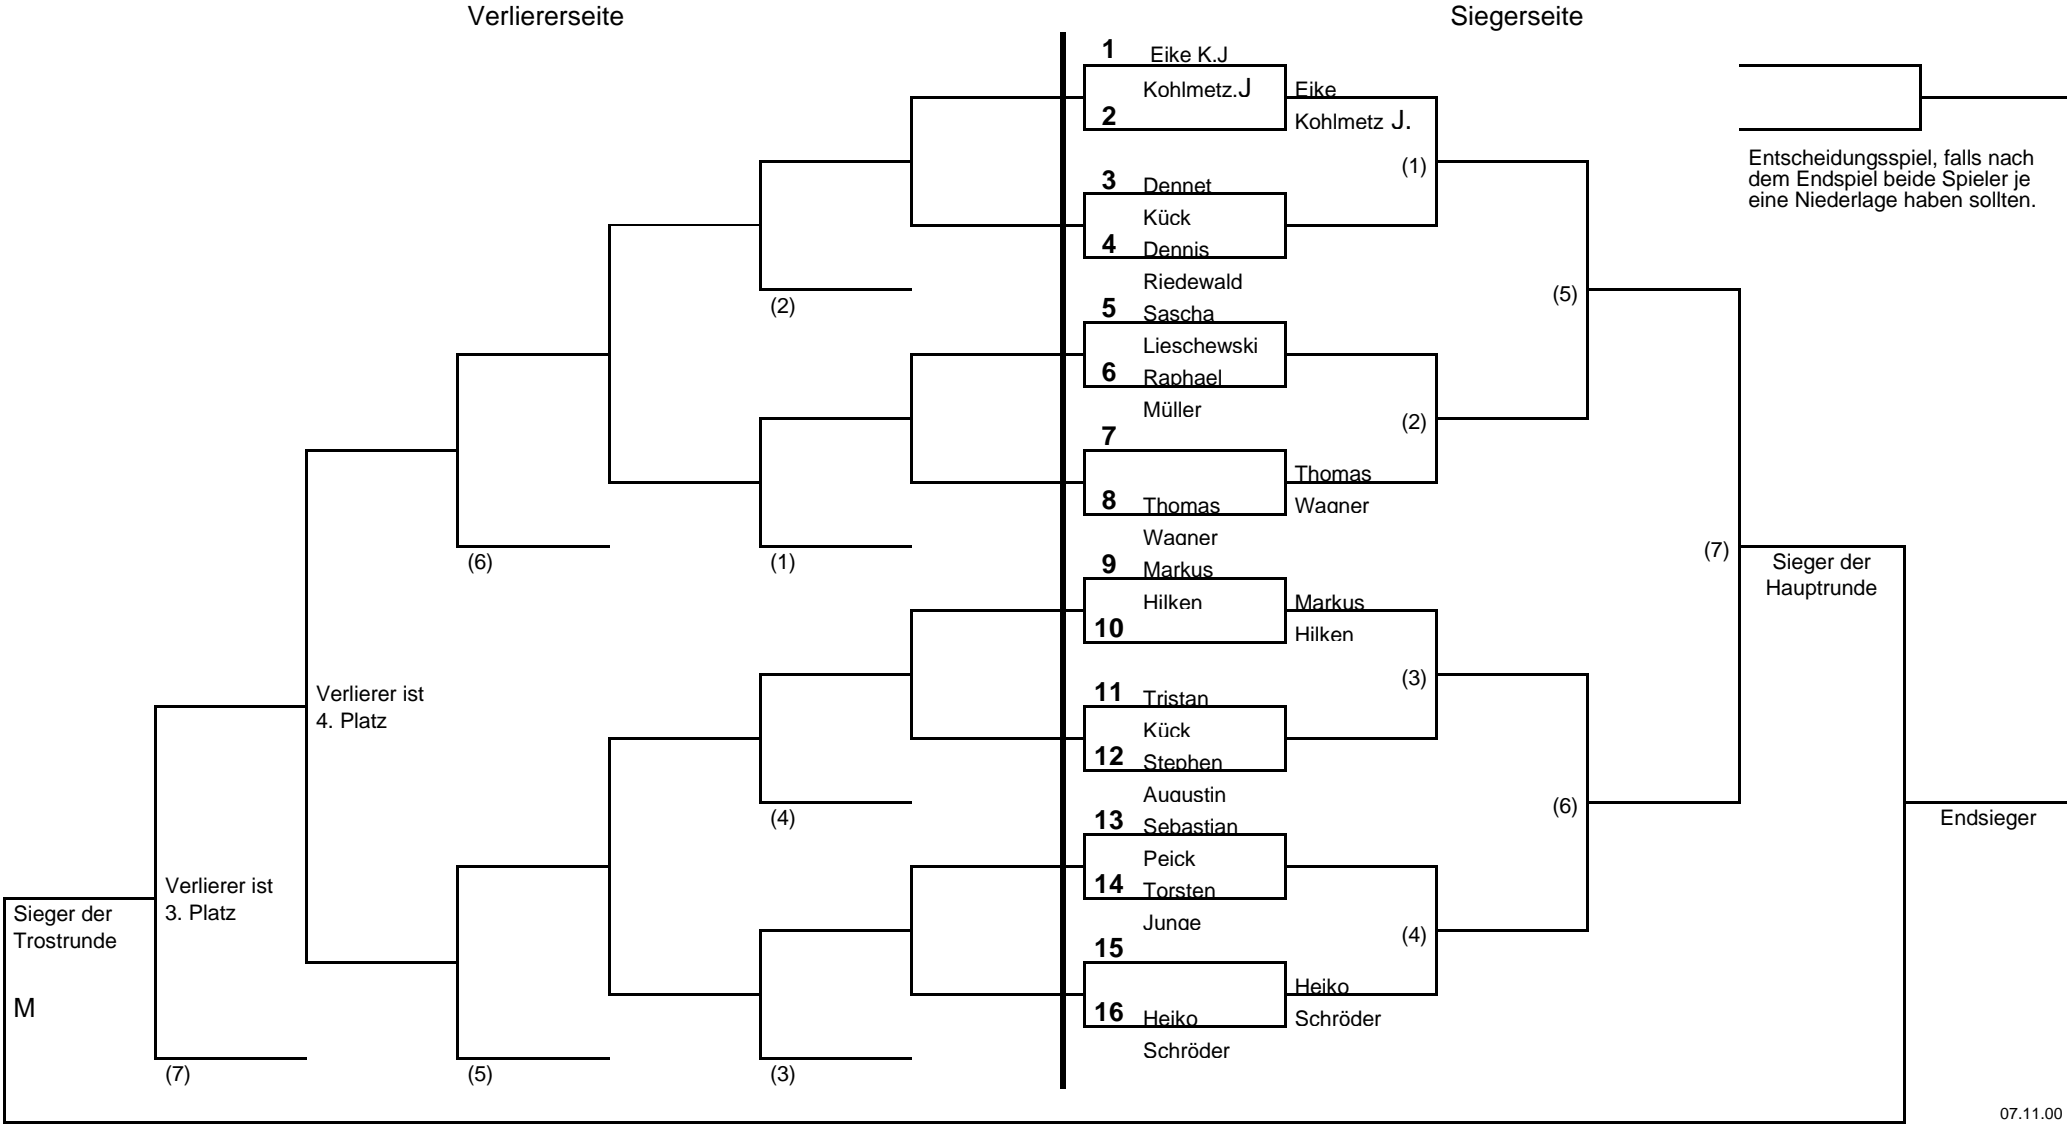 Verliererseite
Siegerseite
1 Eike K.J
Kohlmetz.J
2
Eike
Kohlmetz J.
(1)
Entscheidungsspiel, falls nach
dem Endspiel beide Spieler je
eine Niederlage haben sollten.
3 Dennet
Kück
4 Dennis
Riedewald
(2)
5 Sascha
Lieschewski
6 Raphael
Müller
(5)
(2)
7
8 Thomas
Wagner
Thomas
Wagner
(6)
(1)
(7)
Sieger der
Hauptrunde
9 Markus
Hilken
10
Markus
Hilken
(3)
Verlierer ist
4. Platz
11 Tristan
Kück
12 Stephen
Augustin
(4)
(6)
Endsieger
13 Sebastian
Peick
14 Torsten
Junge
(4)
Verlierer ist
3. Platz
Sieger der
Trostrunde
M
15
16 Heiko
Schröder
Heiko
Schröder
(7)
(5)
(3)
07.11.00